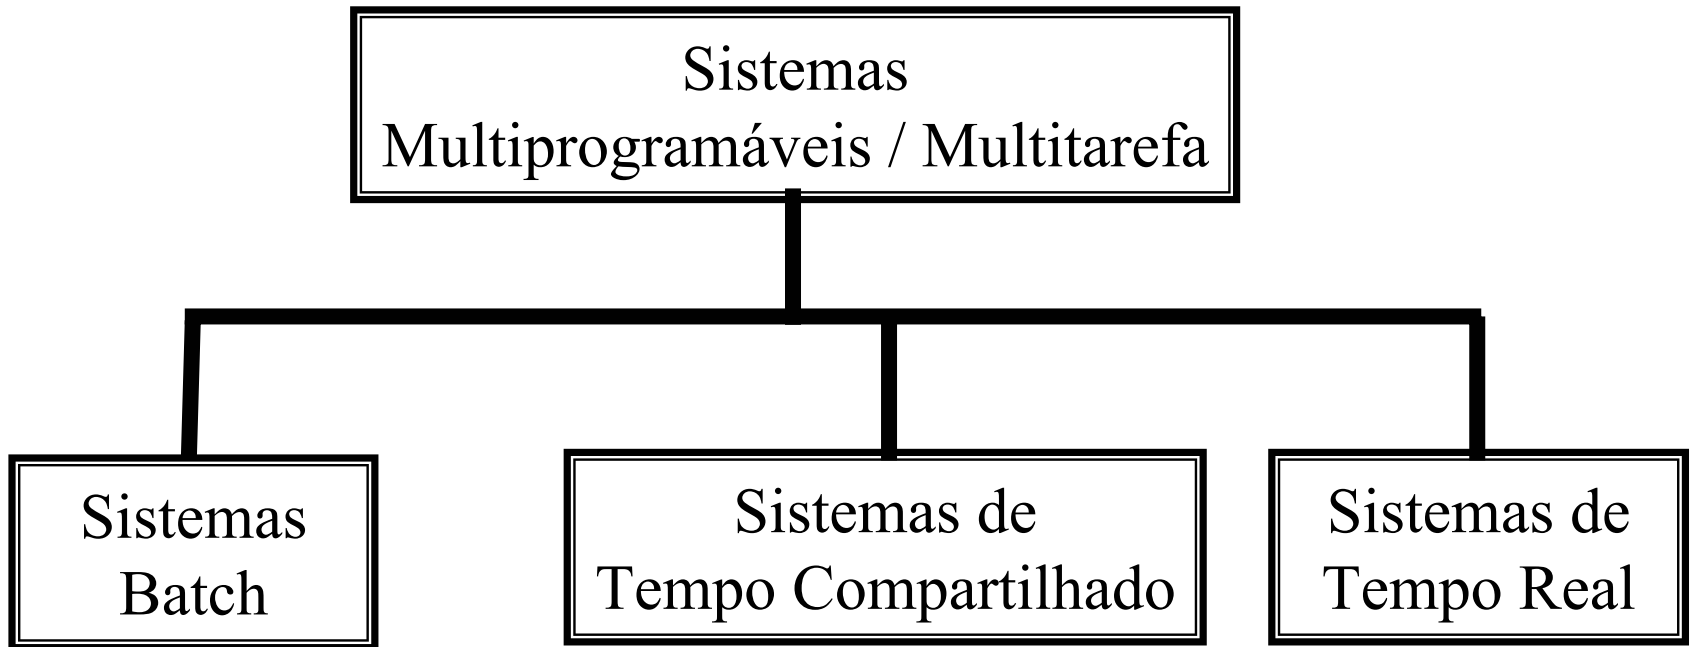 Sistemas
Multiprogramáveis / Multitarefa
Sistemas
Batch
Sistemas de
Tempo Compartilhado
Sistemas de
Tempo Real